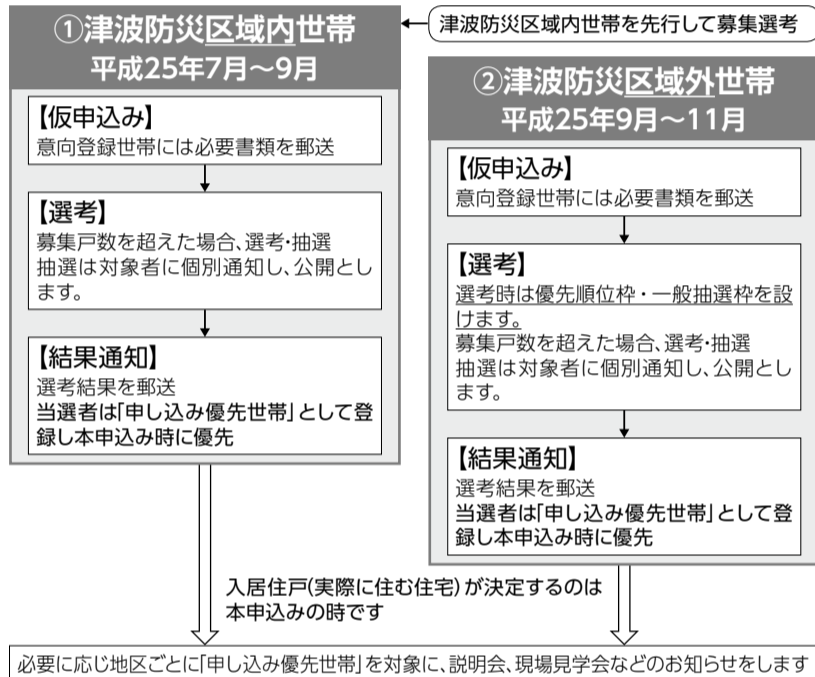 ①津波防災区域内世帯
平成25年7月～9月
津波防災区域内世帯を先行して募集選考
【仮申込み】
意向登録世帯には必要書類を郵送
【選考】
募集戸数を超えた場合、選考・抽選
抽選は対象者に個別通知し、公開とし
ます。
【結果通知】
選考結果を郵送
当選者は｢申し込み優先世帯｣として登
録し本申込み時に優先
②津波防災区域外世帯
平成25年9月～11月
【仮申込み】
意向登録世帯には必要書類を郵送
【選考】
選考時は優先順位枠・一般抽選枠を設
けます。
募集戸数を超えた場合、選考・抽選
抽選は対象者に個別通知し、公開とし
ます。
【結果通知】
選考結果を郵送
当選者は｢申し込み優先世帯｣として登
録し本申込み時に優先
入居住戸(実際に住む住宅)が決定するのは
本申込みの時です
必要に応じ地区ごとに｢申し込み優先世帯｣を対象に、説明会、現場見学会などのお知らせをします